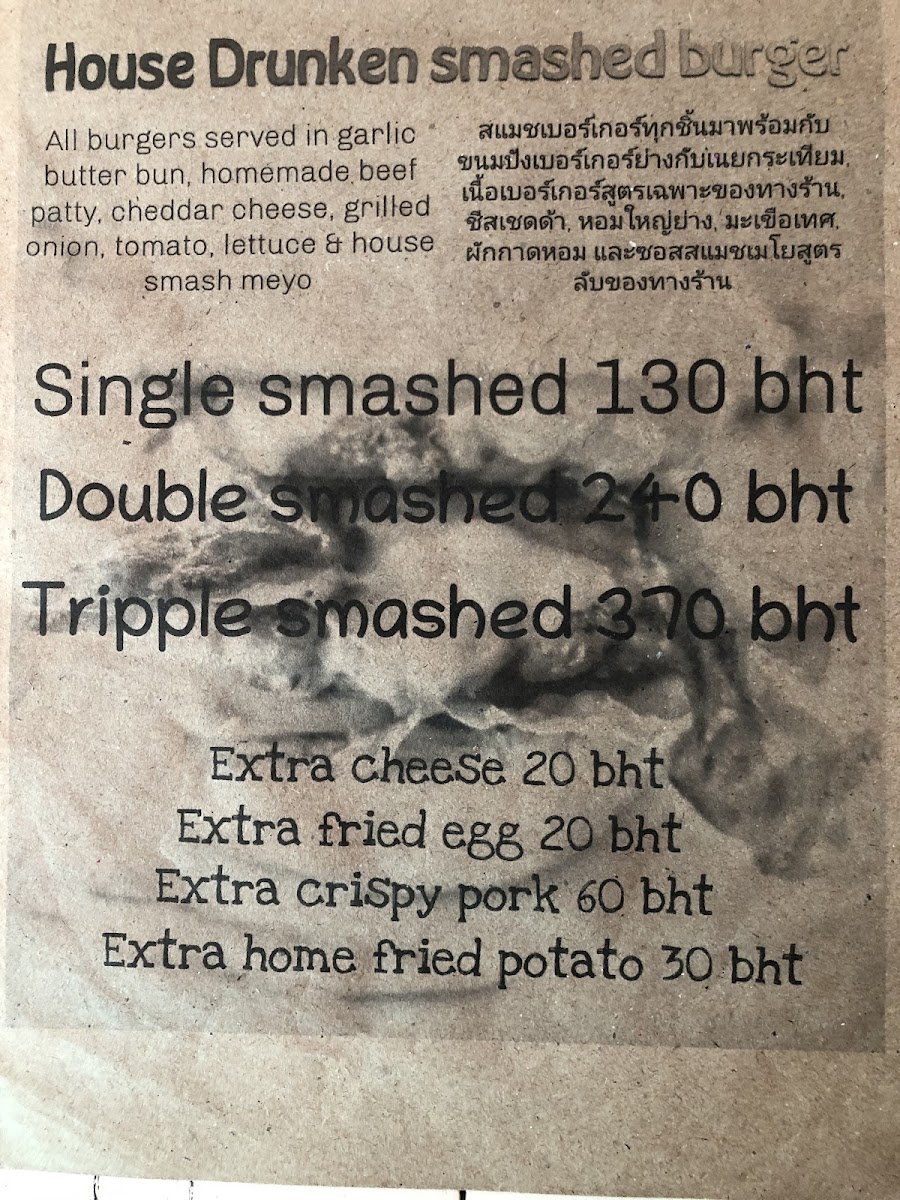 House Drunken smashed burger
All burgers served in garlic
butter bun, homemade beef
patty, cheddar cheese, grilled
onion, tomato, lettuce & house
smash meyo
สแมชเบอร์เกอร์ทุกชิ้นมาพร้อมกับ
ขนมปังเบอร์เกอร์ย่างกับเนยกระเทียม,
เนื้อเบอร์เกอร์สูตรเฉพาะของทางร้าน,
ชีสเชดด้า, หอมใหญ่ย่าง, มะเขือเทศ,
ผักกาดหอม และซอสสแมชเมโยสูตร
ลับของทางร้าน
Single smashed 130 bht
Double smashed 240 bht
Tripple smashed 370 bht
Extra cheese 20 bht
Extra fried egg 20 bht
Extra crispy pork 60 bht
Extra home fried potato 30 bht